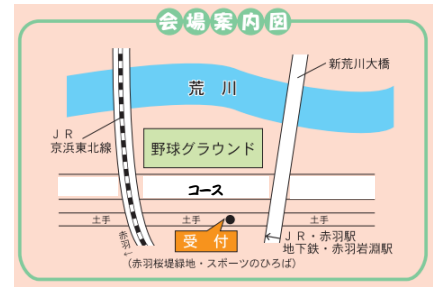 会場案内図
新荒川大橋
荒川
JR
京浜東北線
野球グラウンド
コース
土手
土手
土手
赤羽
←
受付
JR・赤羽駅
地下鉄・赤羽岩淵駅
(赤羽桜堤緑地・スポーツのひろば)